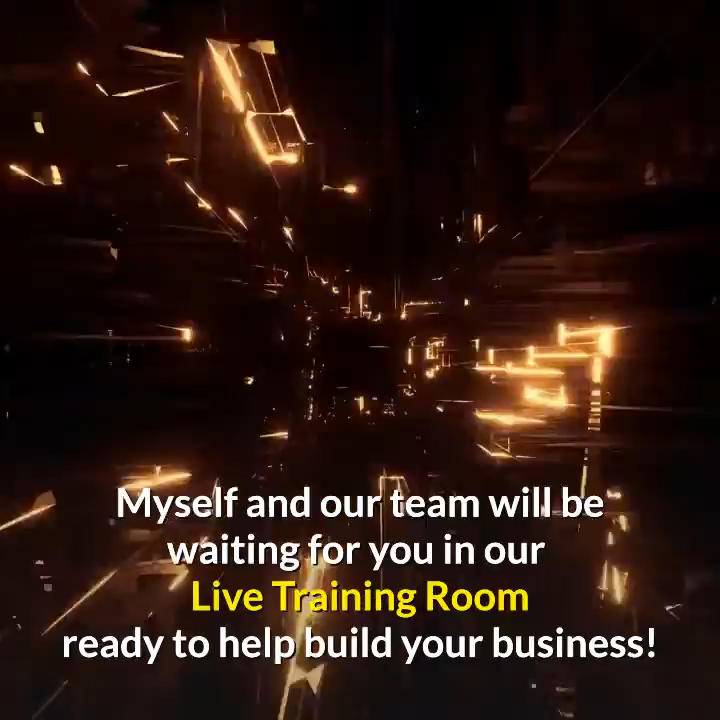 Myself and our team will be
waiting for you in our
Live Training Room
ready to help build your business!